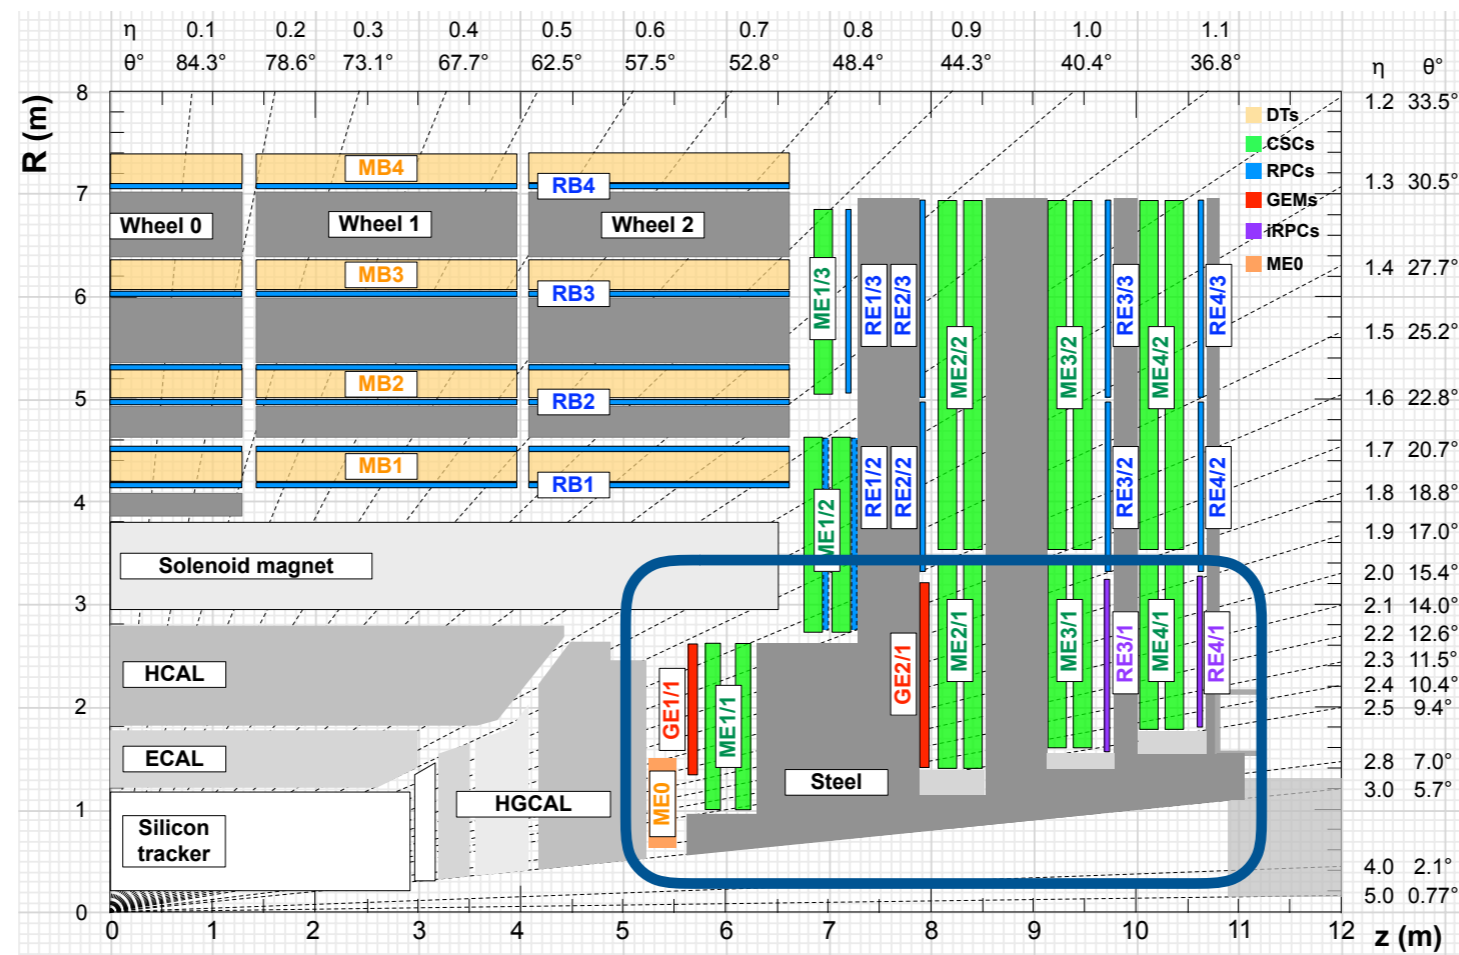 η 0.1 0.2 0.3 0.4 0.5 0.6 0.7 0.8 0.9 1.0 1.1
θ° 84.3° 78.6° 73.1° 67.7° 62.5° 57.5° 52.8° 48.4° 44.3° 40.4° 36.8° η θ°
R (m)
8
7
6
5
4
3
2
1
0
1.2 33.5°
1.3 30.5°
1.4 27.7°
1.5 25.2°
1.6 22.8°
1.7 20.7°
1.8 18.8°
1.9 17.0°
2.0 15.4°
2.1 14.0°
2.2 12.6°
2.3 11.5°
2.4 10.4°
2.5 9.4°
2.8 7.0°
3.0 5.7°
4.0 2.1°
5.0 0.77°
DTs
CSCs
RPCs
GEMs
iRPCs
ME0
MB4
RB4
Wheel 0
Wheel 1
Wheel 2
MB3
RB3
MB2
RB2
MB1
RB1
Solenoid magnet
HCAL
ECAL
HGCAL
Silicon
tracker
Steel
ME1/3
RE1/3
RE2/3
ME2/2
ME3/2
RE3/3
ME4/2
RE4/3
ME1/2
RE1/2
RE2/2
RE3/2
RE4/2
GE1/1
ME1/1
ME0
GE2/1
ME2/1
ME3/1
RE3/1
ME4/1
RE4/1
0 1 2 3 4 5 6 7 8 9 10 11 12 z (m)